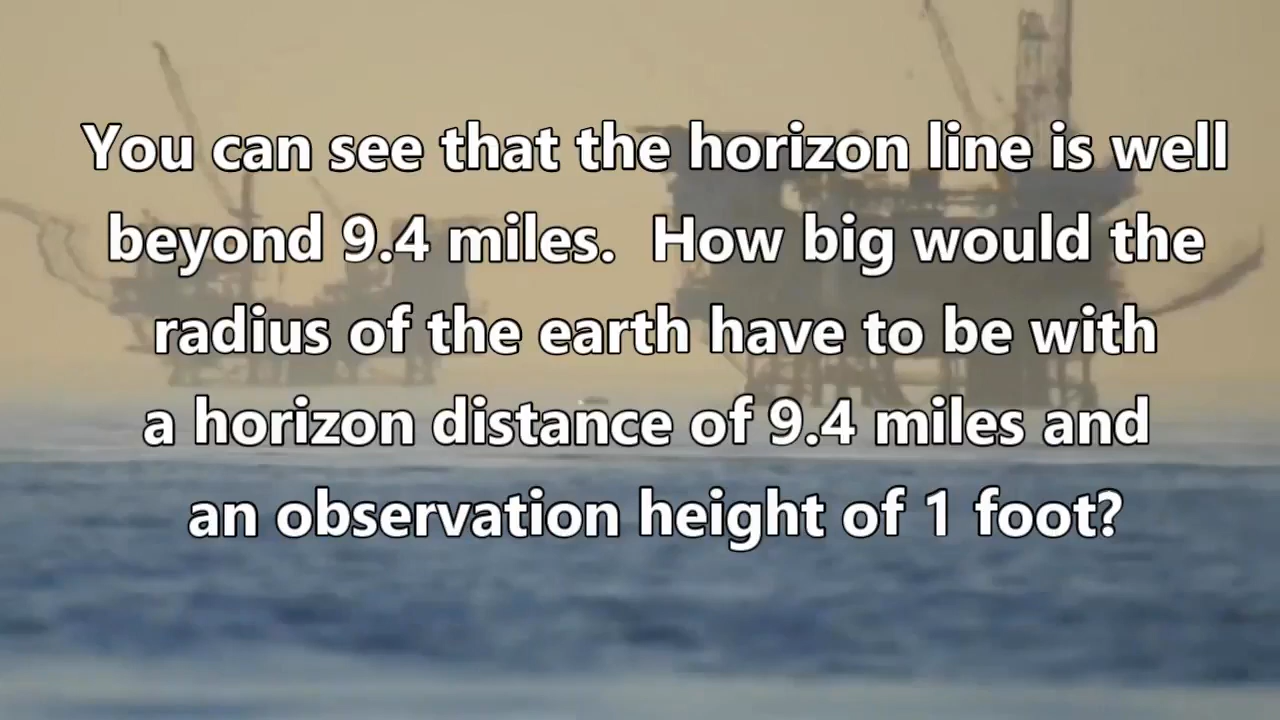 You can see that the horizon line is well
beyond 9.4 miles.  How big would the
radius of the earth have to be with
a horizon distance of 9.4 miles and
an observation height of 1 foot?